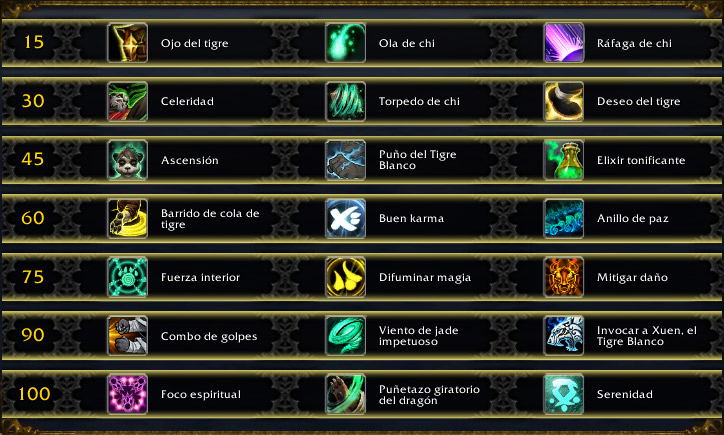 15 Ojo del tigre Ola de chi Ráfaga de chi
30 Celeridad Torpedo de chi Deseo del tigre
45 Ascensión Puño del Tigre Blanco Elixir tonificante
60 Barrido de cola de tigre Buen karma Anillo de paz
75 Fuerza interior Difuminar magia Mitigar daño
90 Combo de golpes Viento de jade impetuoso Invocar a Xuen, el Tigre Blanco
100 Foco espiritual Puñetazo giratorio del dragón Serenidad